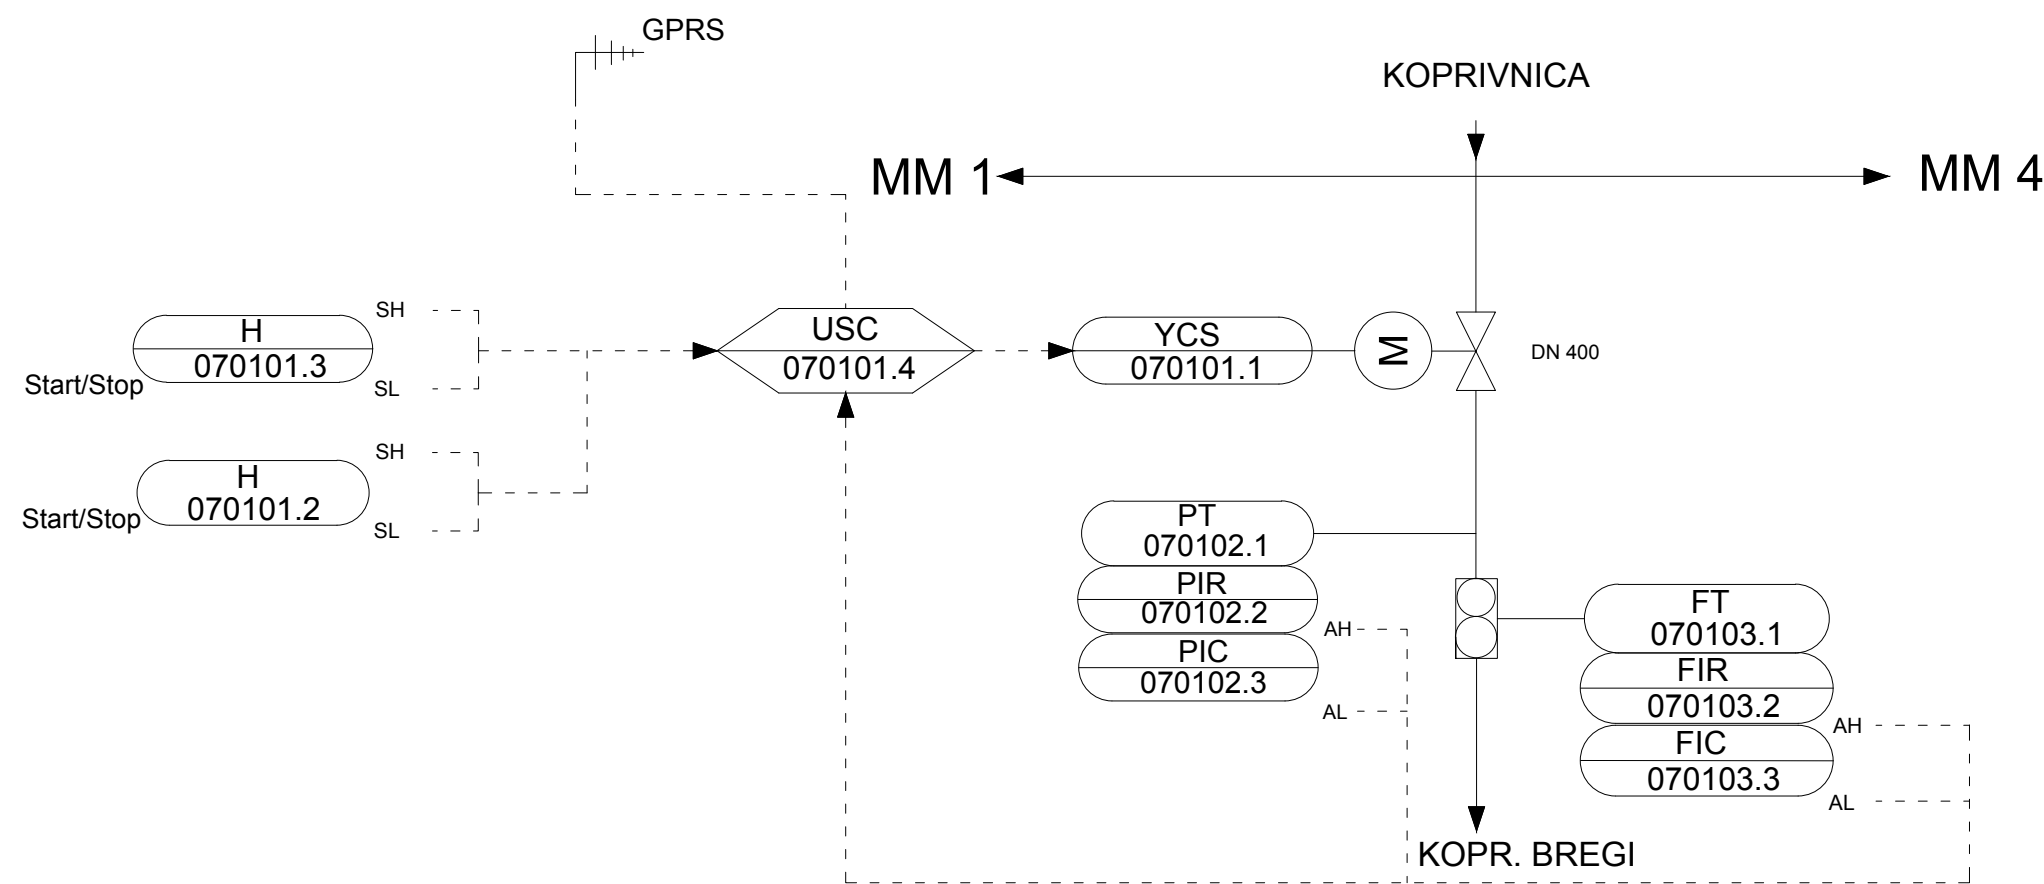 GPRS
KOPRIVNICA
MM 1
MM 4
H
070101.3
SH
SL
Start/Stop
USC
070101.4
YCS
070101.1
M
DN 400
H
070101.2
SH
SL
Start/Stop
PT
070102.1
PIR
070102.2
AH
PIC
070102.3
AL
FT
070103.1
FIR
070103.2
AH
FIC
070103.3
AL
KOPR. BREGI